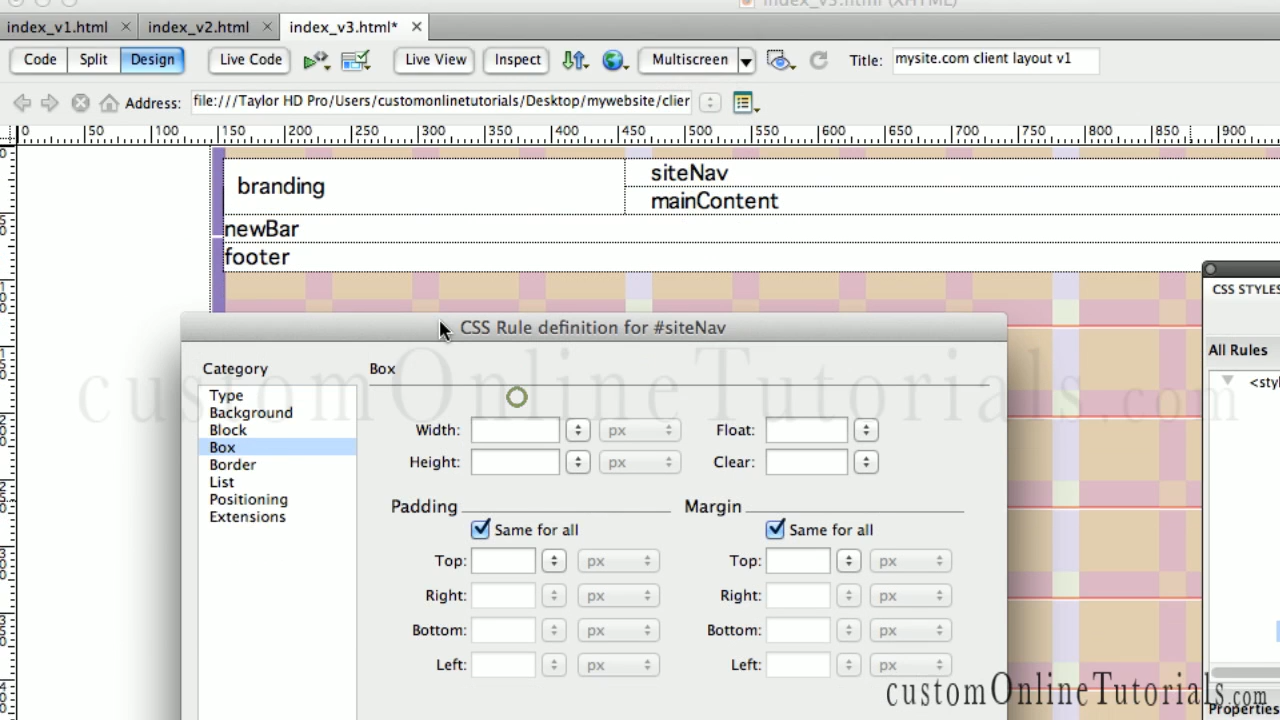 index_v3.html (XHTML)
index_v1.html index_v2.html index_v3.html*
Code Split Design Live Code Live View Inspect Multiscreen Title: mysite.com client layout v1
Address: file:///Taylor HD Pro/Users/customonlinetutorials/Desktop/mywebsite/clier
0 50 100 150 200 250 300 350 400 450 500 550 600 650 700 750 800 850 900
siteNav
branding
mainContent
newBar
footer
CSS STYLES
CSS Rule definition for #siteNav
All Rules
<styl
Category Box
customOnlineTutorials.com
Type
Background
Block
Box
Border
List
Positioning
Extensions
Width: px Float:
Height: px Clear:
Padding Margin
Same for all Same for all
Top: px Top: px
Right: px Right: px
Bottom: px Bottom: px
Left: px Left: px
customOnlineTutorials.com
Properties